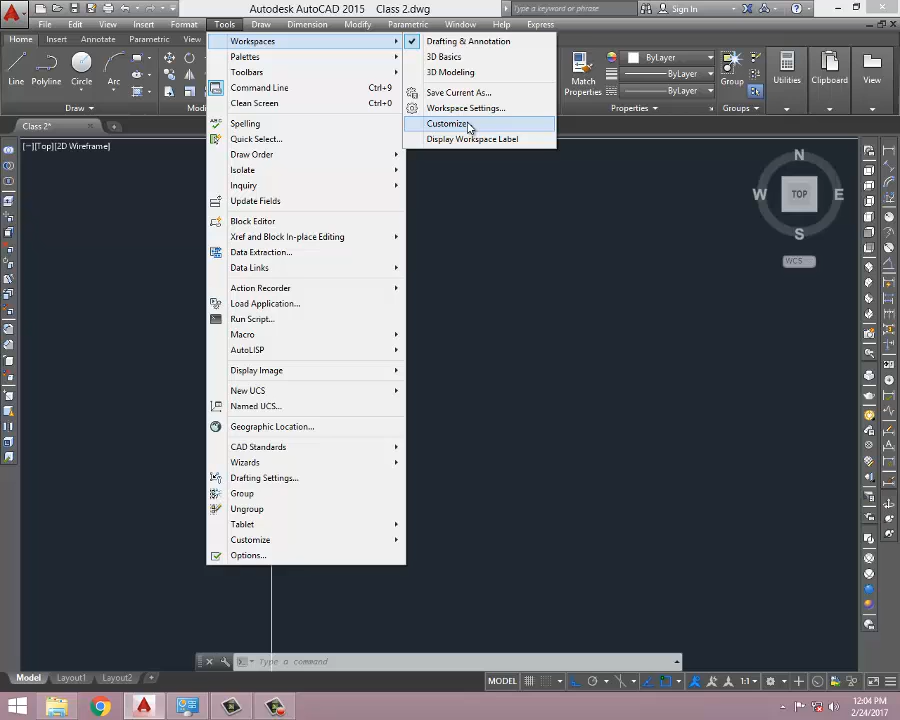 Autodesk AutoCAD 2015 Class 2.dwg
Type a keyword or phrase
Sign In
File Edit View Insert Format Tools Draw Dimension Modify Parametric Window Help Express
Home Insert Annotate Parametric
Line Polyline Circle Arc
Draw
Match Properties
ByLayer
ByLayer
ByLayer
Properties
Group
Groups
Utilities
Clipboard
View
Class 2*
[−][Top][2D Wireframe]
Workspaces
Palettes
Toolbars
Command Line Ctrl+9
Clean Screen Ctrl+0
Spelling
Quick Select...
Draw Order
Isolate
Inquiry
Update Fields
Block Editor
Xref and Block In-place Editing
Data Extraction...
Data Links
Action Recorder
Load Application...
Run Script...
Macro
AutoLISP
Display Image
New UCS
Named UCS...
Geographic Location...
CAD Standards
Wizards
Drafting Settings...
Group
Ungroup
Tablet
Customize
Options...
Drafting & Annotation
3D Basics
3D Modeling
Save Current As...
Workspace Settings...
Customize
Display Workspace Label
N
W TOP E
S
WCS
Type a command
Model Layout1 Layout2
MODEL
1:1
12:04 PM
2/24/2017